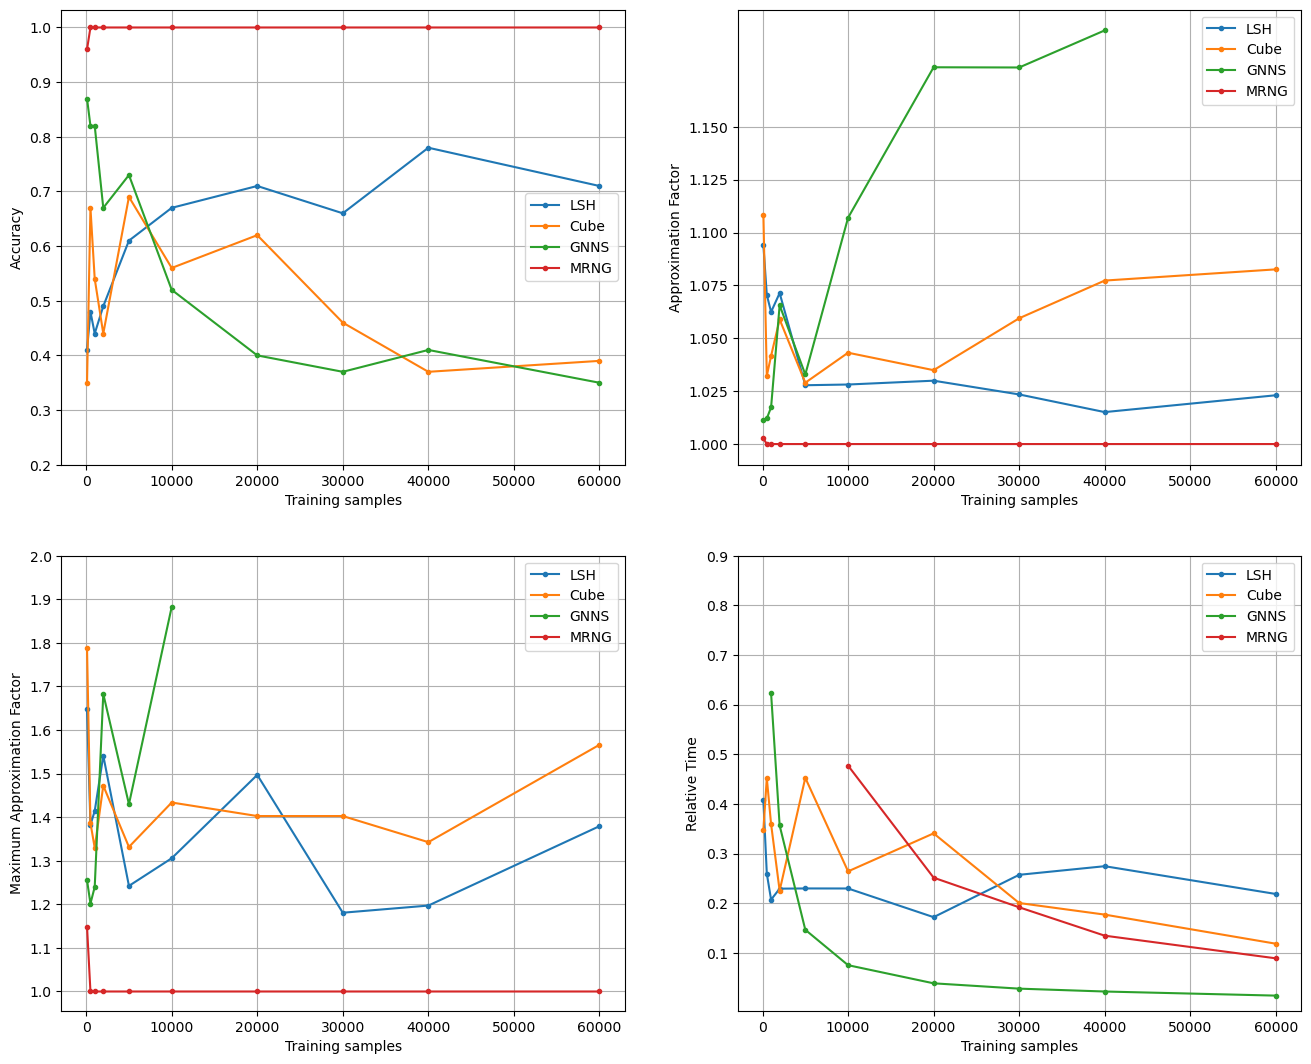 1.0
0.9
0.8
0.7
0.6
0.5
0.4
0.3
0.2
Accuracy
LSH
Cube
GNNS
MRNG
0 10000 20000 30000 40000 50000 60000
Training samples
1.150
1.125
1.100
1.075
1.050
1.025
1.000
Approximation Factor
LSH
Cube
GNNS
MRNG
0 10000 20000 30000 40000 50000 60000
Training samples
2.0
1.9
1.8
1.7
1.6
1.5
1.4
1.3
1.2
1.1
1.0
Maximum Approximation Factor
LSH
Cube
GNNS
MRNG
0 10000 20000 30000 40000 50000 60000
Training samples
0.9
0.8
0.7
0.6
0.5
0.4
0.3
0.2
0.1
Relative Time
LSH
Cube
GNNS
MRNG
0 10000 20000 30000 40000 50000 60000
Training samples